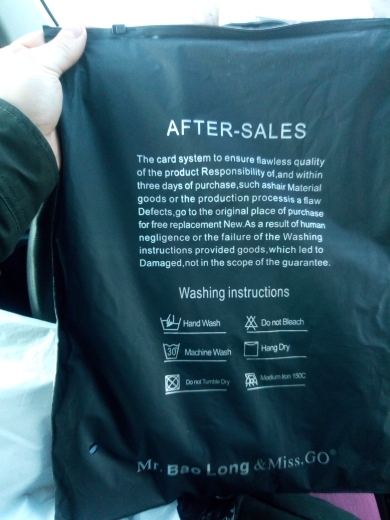 AFTER-SALES
The card system to ensure flawless quality
of the product Responsibility of,and within
three days of purchase,such ashair Material
goods or the production processis a flaw
Defects,go to the original place of purchase
for free replacement New.As a result of human
negligence or the failure of the Washing
instructions provided goods,which led to
Damaged,not in the scope of the guarantee.
Washing instructions
Hand Wash
Do not Bleach
30 Machine Wash
Hang Dry
Do not Tumble Dry
Medium Iron 150C
Mr. Bao Long & Miss.GO®